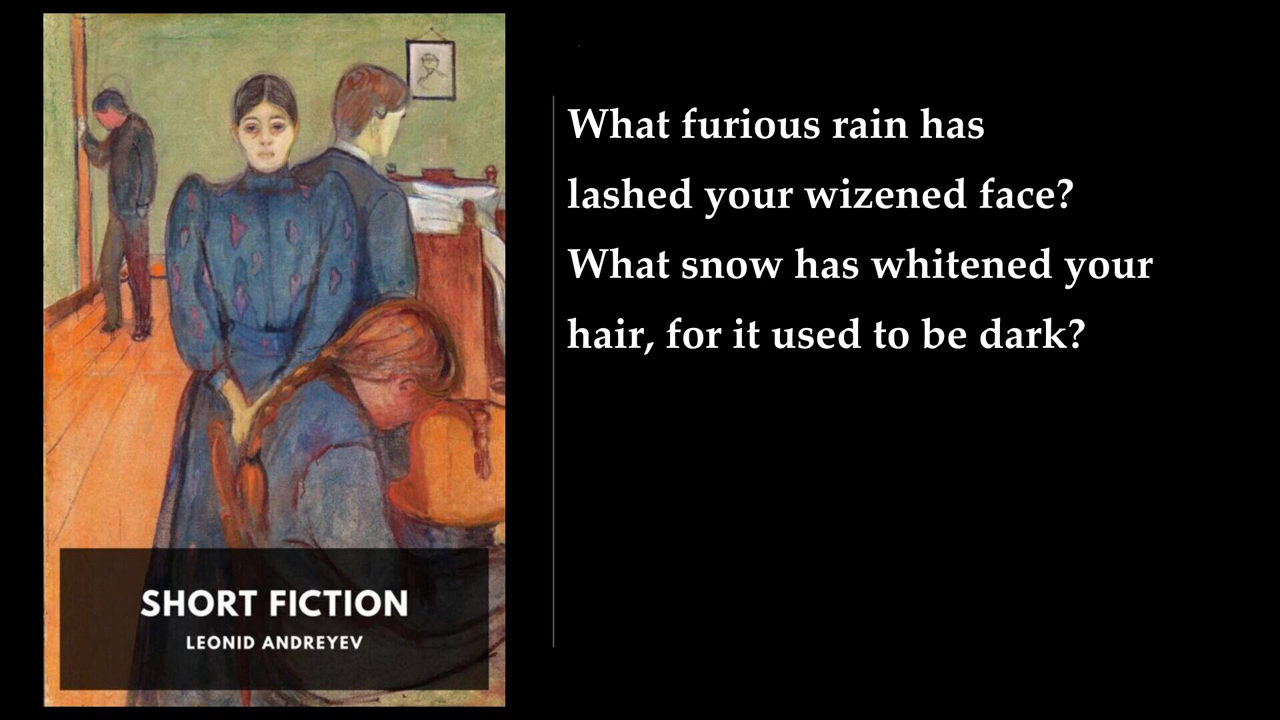 What furious rain has
lashed your wizened face?
What snow has whitened your
hair, for it used to be dark?
SHORT FICTION
LEONID ANDREYEV